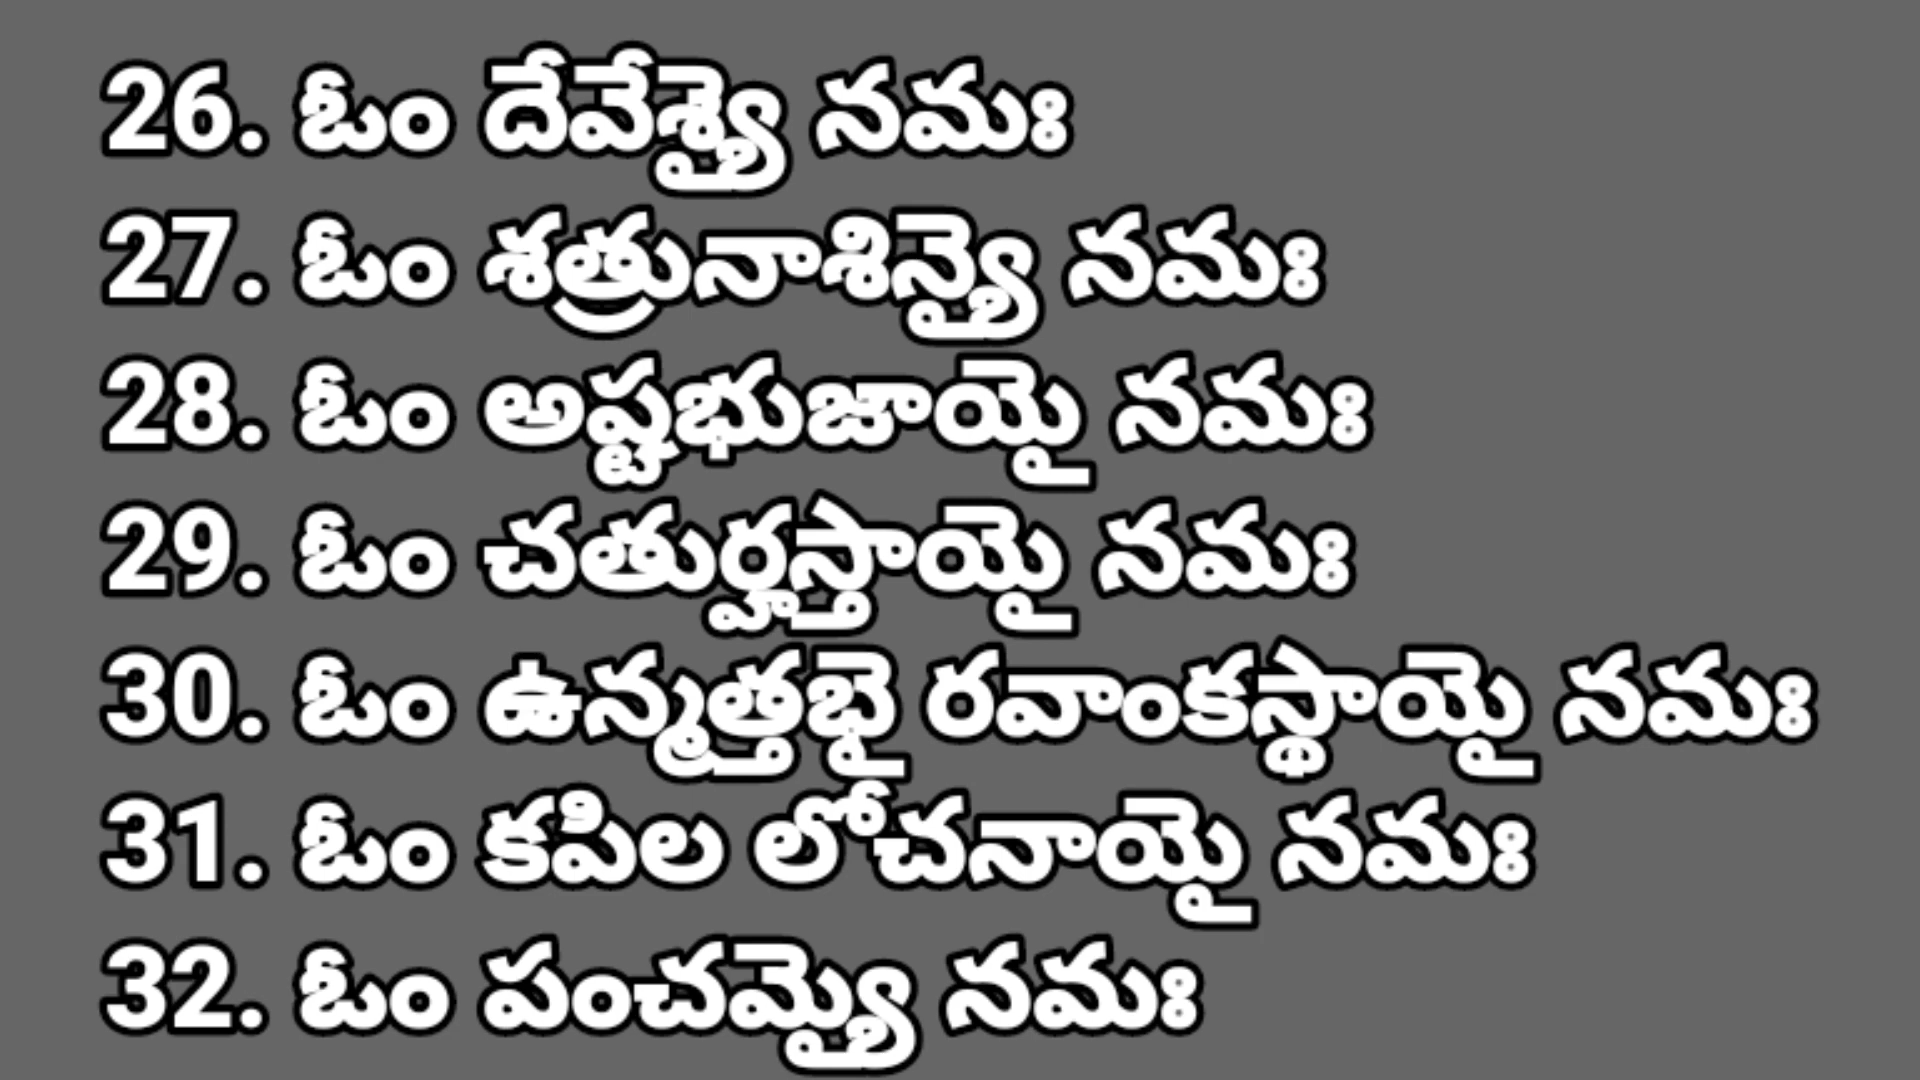 26. ఓం దేవేశ్యై నమః
27. ఓం శత్రునాశిన్యై నమః
28. ఓం అష్టభుజాయై నమః
29. ఓం చతుర్హస్తాయై నమః
30. ఓం ఉన్మత్తభై రవాంకస్థాయై నమః
31. ఓం కపిల లోచనాయై నమః
32. ఓం పంచమ్యై నమః